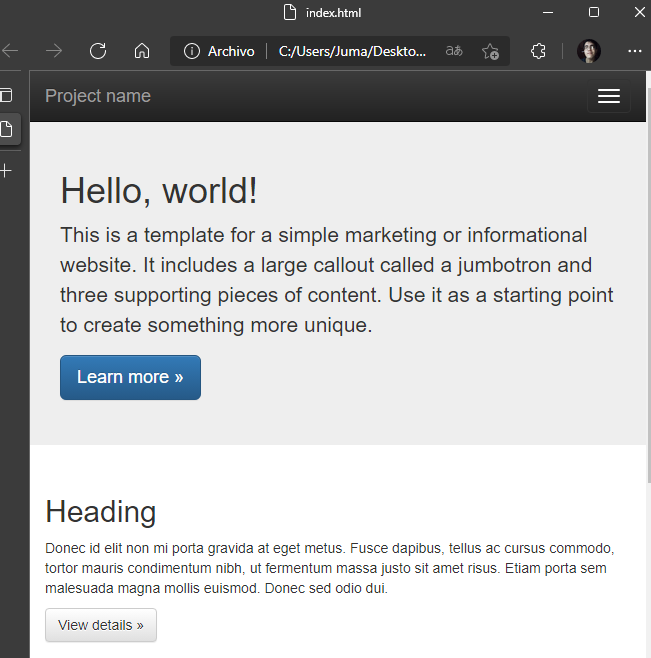 index.html
Archivo
C:/Users/Juma/Deskto...
aあ
Project name
Hello, world!
This is a template for a simple marketing or informational
website. It includes a large callout called a jumbotron and
three supporting pieces of content. Use it as a starting point
to create something more unique.
Learn more »
Heading
Donec id elit non mi porta gravida at eget metus. Fusce dapibus, tellus ac cursus commodo,
tortor mauris condimentum nibh, ut fermentum massa justo sit amet risus. Etiam porta sem
malesuada magna mollis euismod. Donec sed odio dui.
View details »